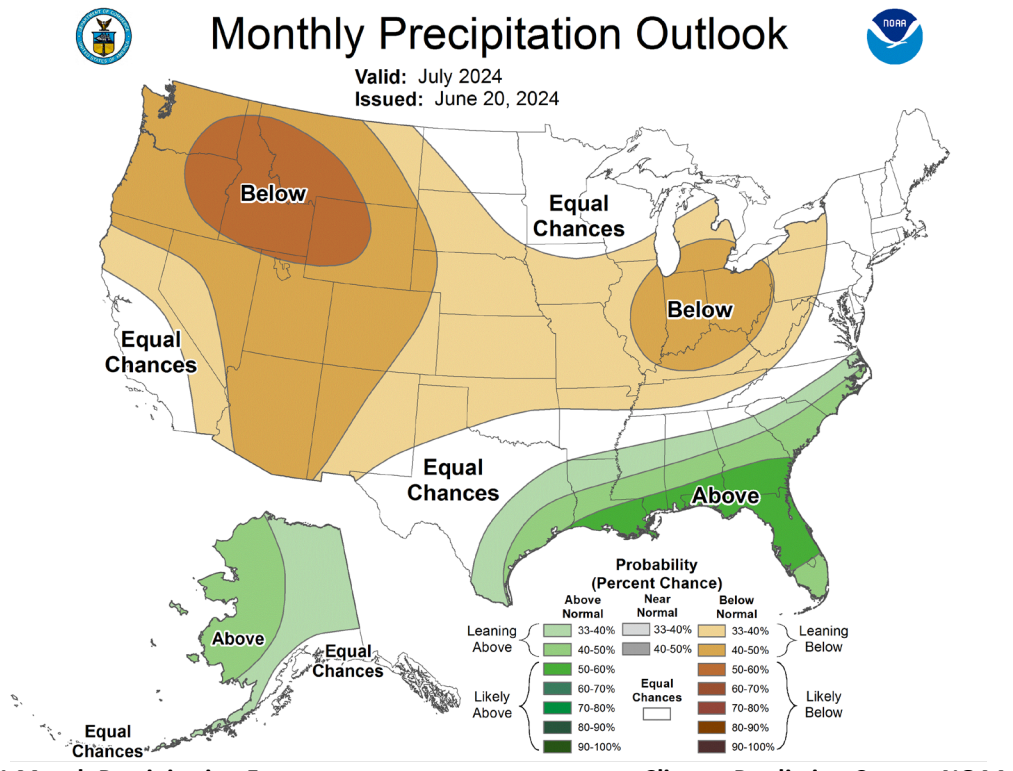 Monthly Precipitation Outlook
NOAA
Valid: July 2024
Issued: June 20, 2024
Below
Equal
Chances
Below
Equal
Chances
Equal
Chances
Above
Above
Equal
Chances
Equal
Chances
Probability
(Percent Chance)
Above
Normal
Near
Normal
Below
Normal
Leaning
Above
33-40%
40-50%
33-40%
40-50%
33-40%
40-50%
Leaning
Below
Likely
Above
50-60%
60-70%
70-80%
80-90%
90-100%
Equal
Chances
50-60%
60-70%
70-80%
80-90%
90-100%
Likely
Below